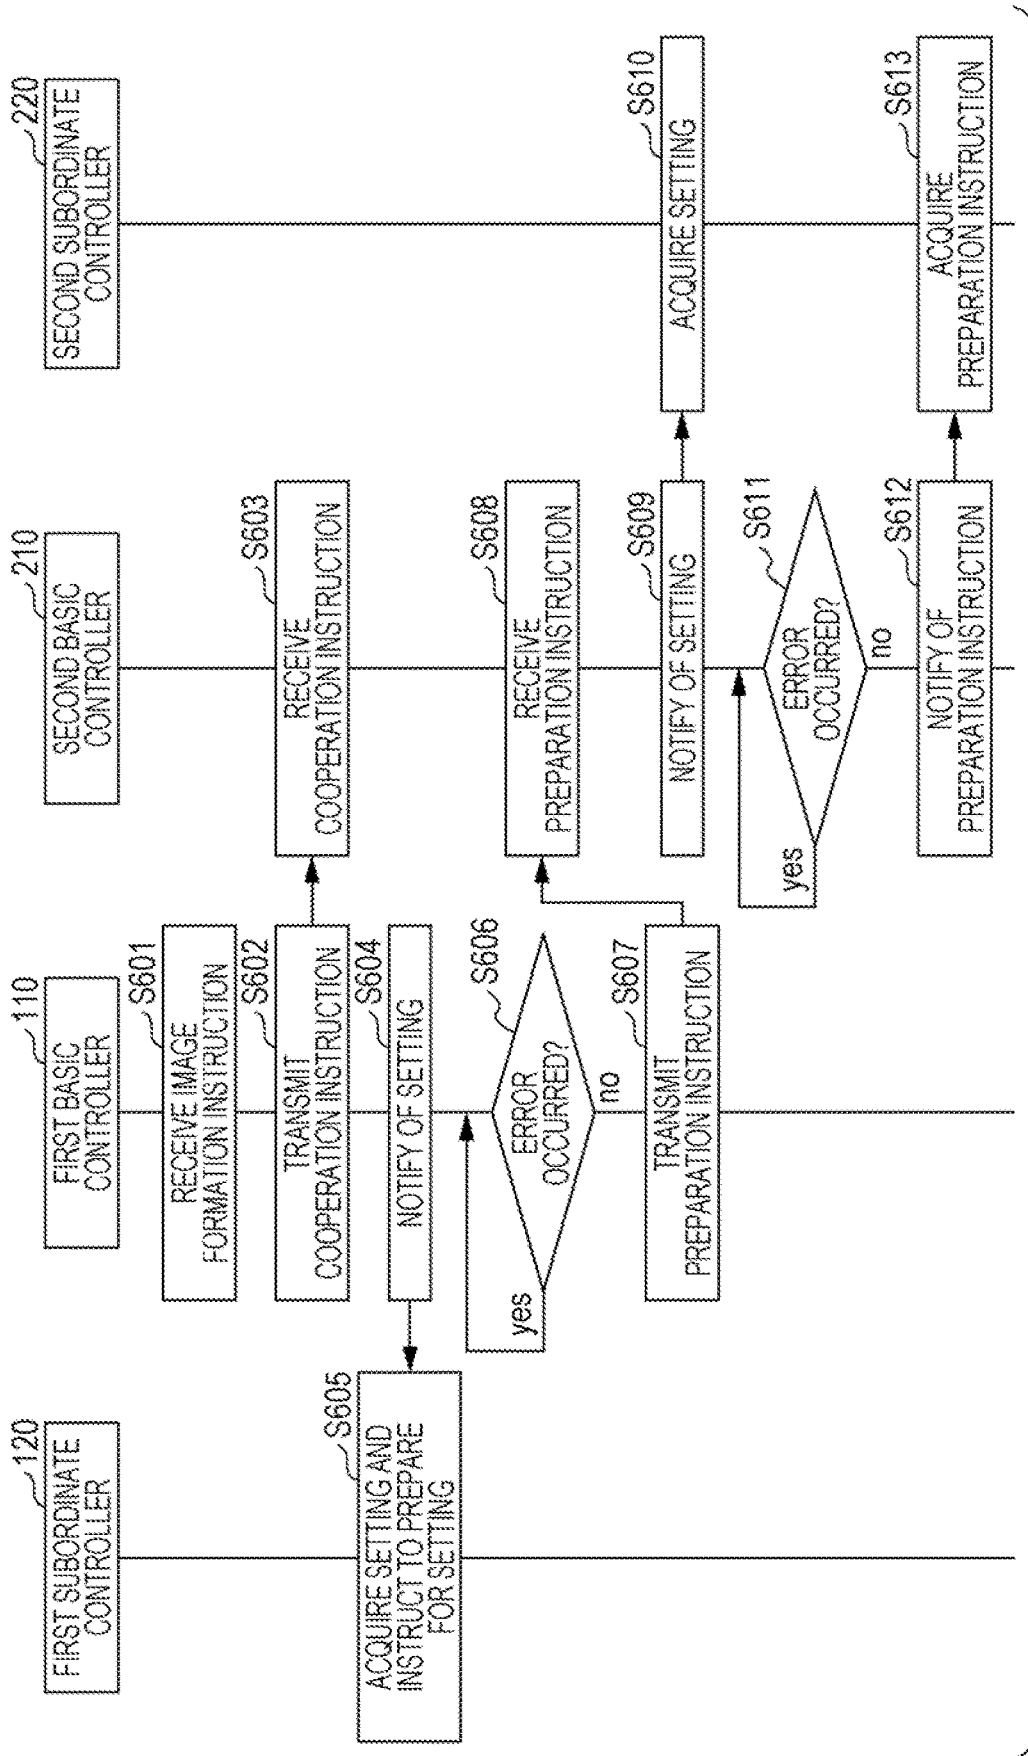 120
FIRST SUBORDINATE
CONTROLLER
110
FIRST BASIC
CONTROLLER
210
SECOND BASIC
CONTROLLER
220
SECOND SUBORDINATE
CONTROLLER
S601
RECEIVE IMAGE
FORMATION INSTRUCTION
S602
TRANSMIT
COOPERATION INSTRUCTION
S603
RECEIVE
COOPERATION INSTRUCTION
S604
NOTIFY OF SETTING
S605
ACQUIRE SETTING AND
INSTRUCT TO PREPARE
FOR SETTING
S606
ERROR
OCCURRED?
yes
no
S607
TRANSMIT
PREPARATION INSTRUCTION
S608
RECEIVE
PREPARATION INSTRUCTION
S609
NOTIFY OF SETTING
S610
ACQUIRE SETTING
S611
ERROR
OCCURRED?
yes
no
S612
NOTIFY OF
PREPARATION INSTRUCTION
S613
ACQUIRE
PREPARATION INSTRUCTION